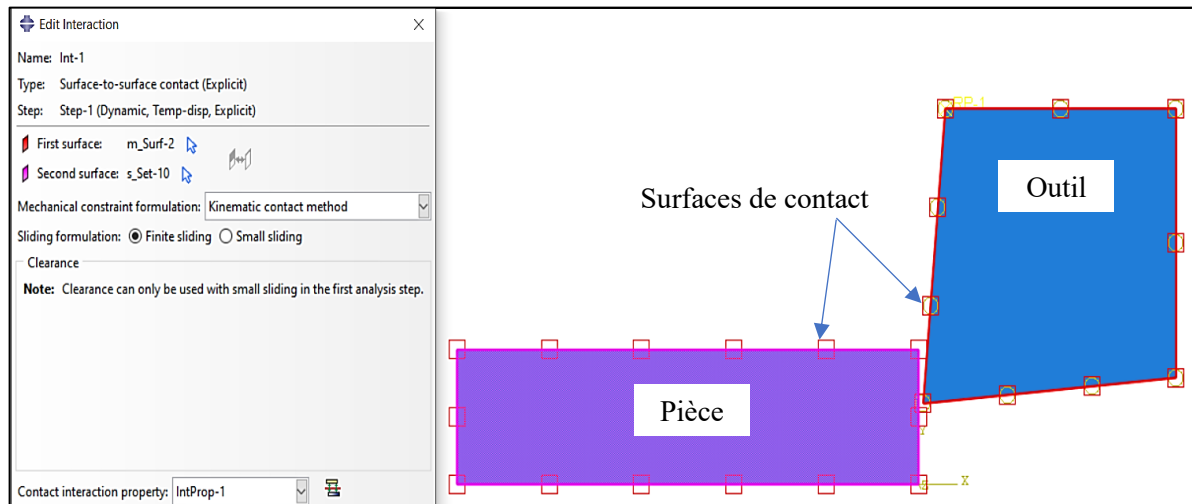 Edit Interaction
Name: Int-1
Type: Surface-to-surface contact (Explicit)
Step: Step-1 (Dynamic, Temp-disp, Explicit)
First surface: m_Surf-2
Second surface: s_Set-10
Mechanical constraint formulation: Kinematic contact method
Sliding formulation: Finite sliding Small sliding
Clearance
Note: Clearance can only be used with small sliding in the first analysis step.
Contact interaction property: IntProp-1
RP-1
Outil
Surfaces de contact
Pièce
Y
X